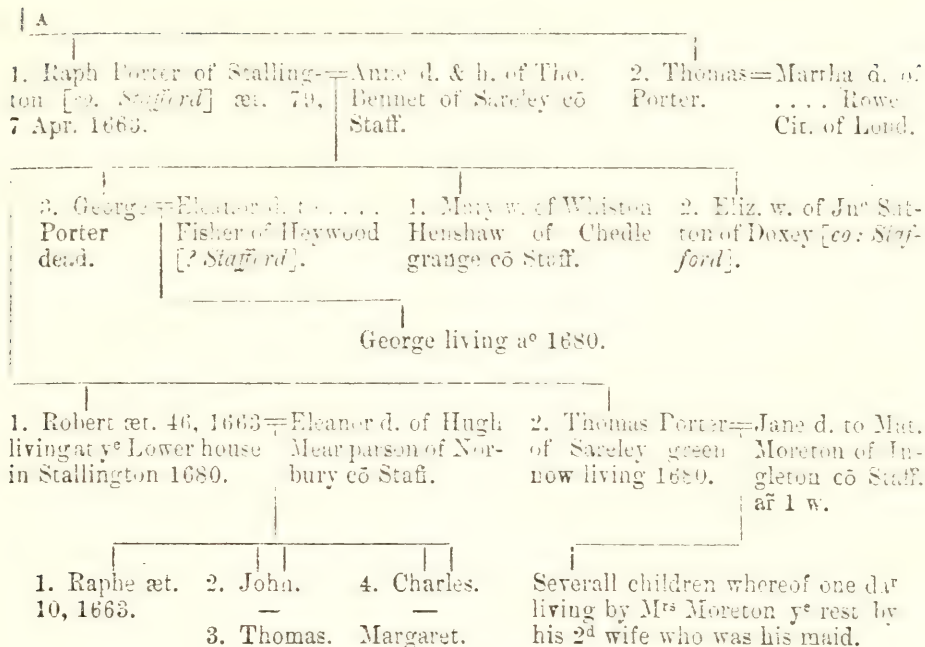 A
1. Raph Porter of Stalling-
ton [co. Stafford] æt. 79,
7 Apr. 1663.
Anne d. & h. of Tho.
Bennet of Sareley cō
Staff.
2. Thomas
Porter.
Martha d. of
. . . . Rowe
Cit. of Lond.
3. George
Porter
dead.
Eleanor d. to . . . .
Fisher of Heywood
[? Stafford].
1. Mary w. of Whiston
Henshaw of Chedle
grange cō Staff.
2. Eliz. w. of Jnº Sut-
ton of Doxey [co: Staf-
ford].
George living aº 1680.
1. Robert æt. 46, 1663
living at yᵉ Lower house
in Stallington 1680.
Eleanor d. of Hugh
Mear parson of Nor-
bury cō Staff.
2. Thomas Porter
of Sareley green
now living 1680.
Jane d. to Mat.
Moreton of In-
gleton cō Staff.
ar̃ 1 w.
1. Raphe æt.
10, 1663.
2. John.
—
3. Thomas.
4. Charles.
—
Margaret.
Severall children whereof one daʳ
living by Mʳˢ Moreton yᵉ rest by
his 2ᵈ wife who was his maid.